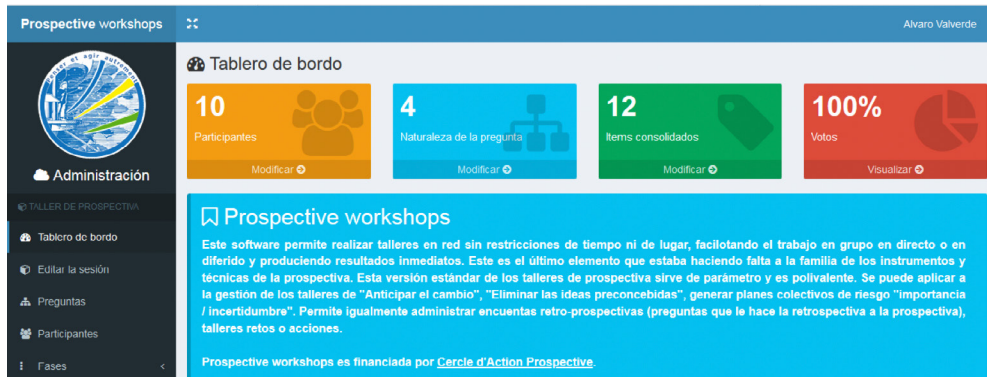 Prospective workshops
Alvaro Valverde
penser et agir autrement
Administración
TALLER DE PROSPECTIVA
Tablero de bordo
Editar la sesión
Preguntas
Participantes
Fases
Tablero de bordo
10
Participantes
Modificar
4
Naturaleza de la pregunta
Modificar
12
Items consolidados
Modificar
100%
Votos
Visualizar
Prospective workshops
Este software permite realizar talleres en red sin restricciones de tiempo ni de lugar, facilotando el trabajo en grupo en directo o en
diferido y produciendo resultados inmediatos. Este es el último elemento que estaba haciendo falta a la familia de los instrumentos y
técnicas de la prospectiva. Esta versión estándar de los talleres de prospectiva sirve de parámetro y es polivalente. Se puede aplicar a
la gestión de los talleres de "Anticipar el cambio", "Eliminar las ideas preconcebidas", generar planes colectivos de riesgo "importancia
/ incertidumbre". Permite igualmente administrar encuentas retro-prospectivas (preguntas que le hace la retrospectiva a la prospectiva),
talleres retos o acciones.
Prospective workshops es financiada por Cercle d'Action Prospective.